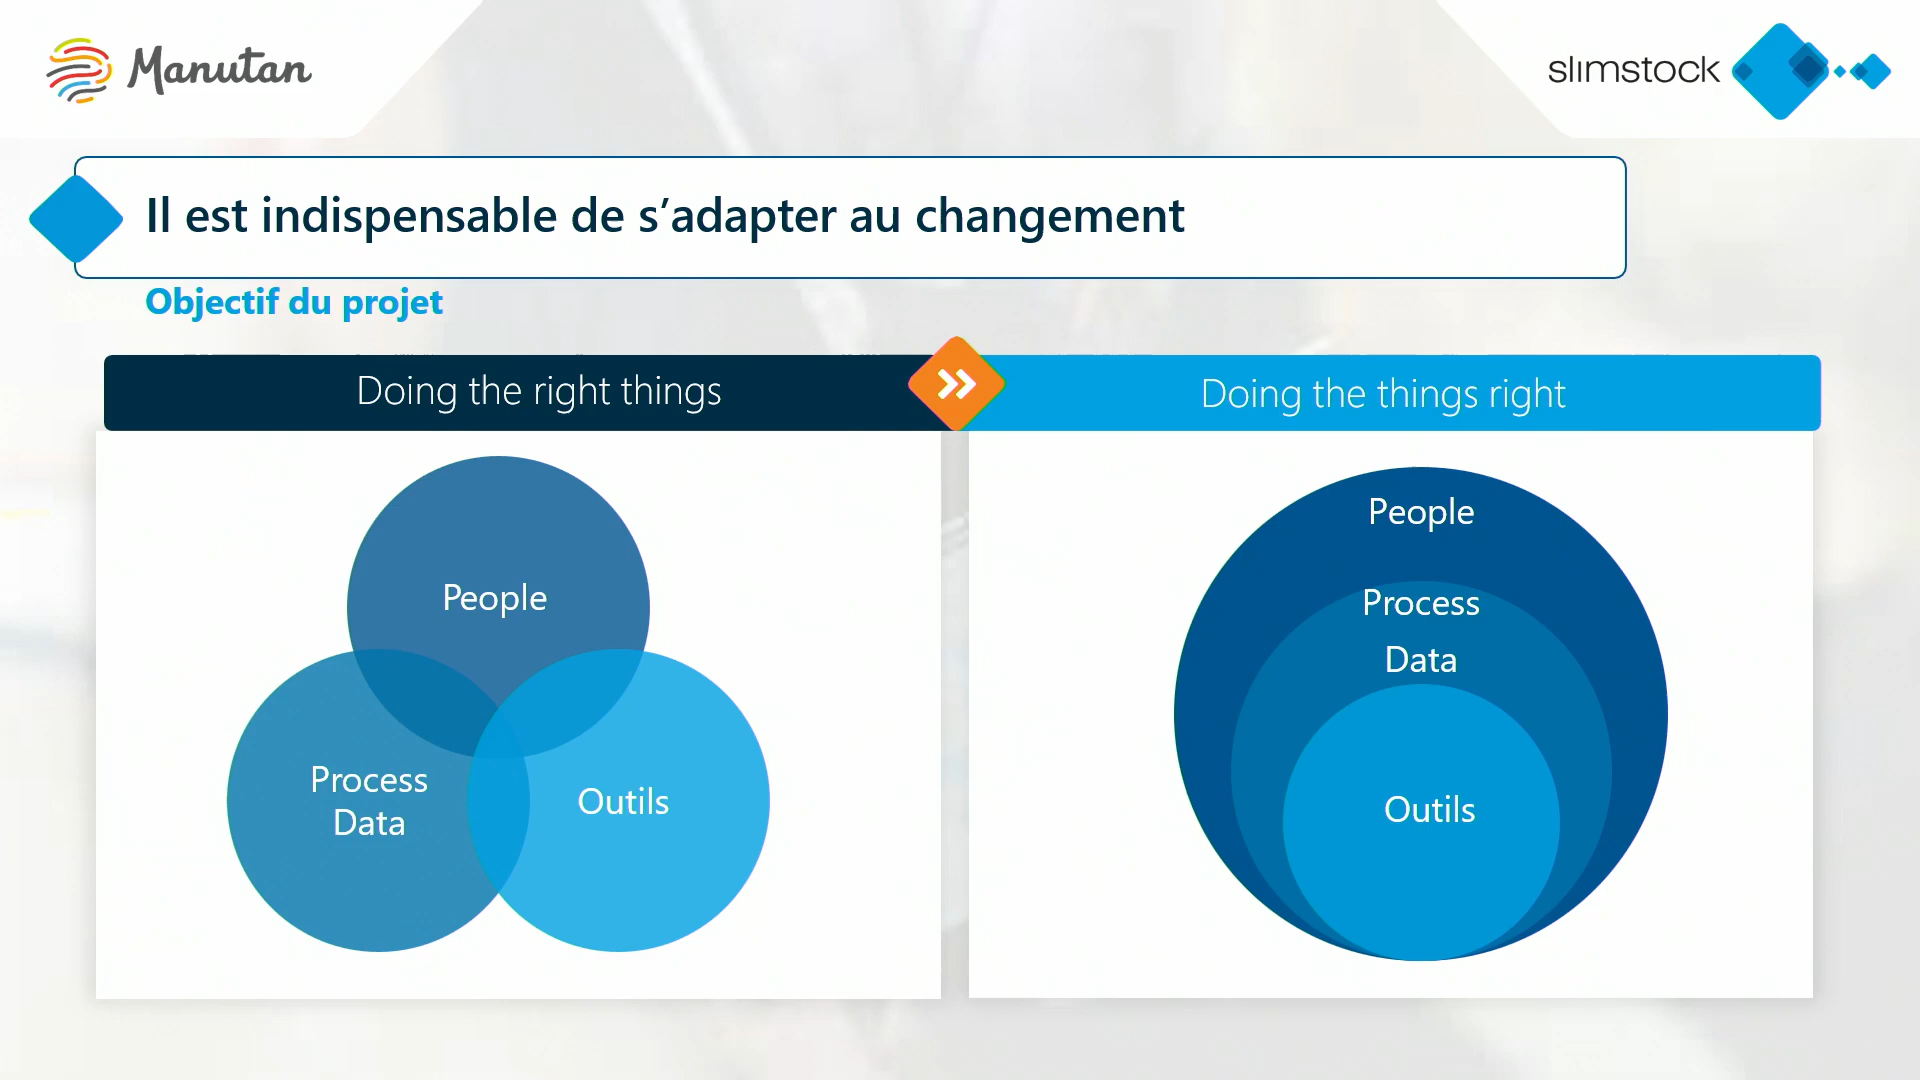 Manutan
slimstock
Il est indispensable de s’adapter au changement
Objectif du projet
Doing the right things
Doing the things right
People
Process
Data
Outils
People
Process
Data
Outils